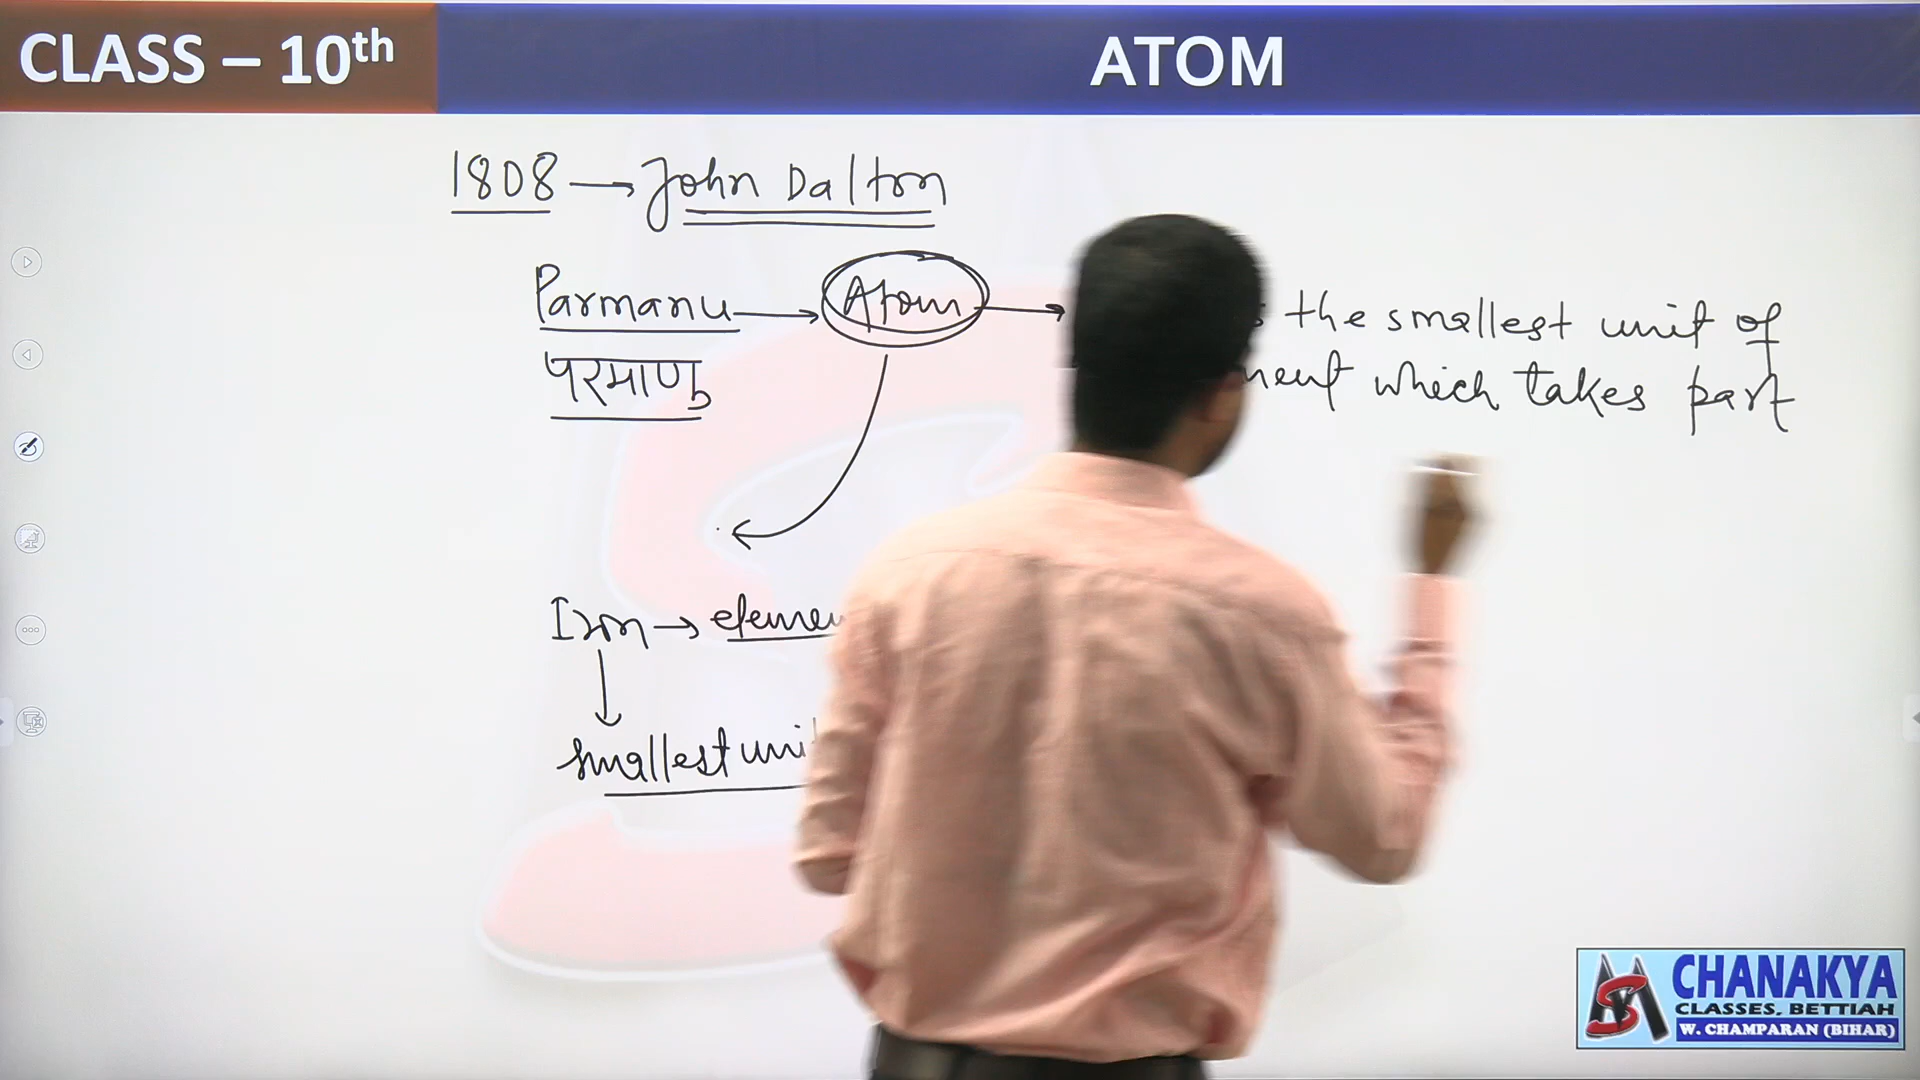 CLASS – 10th
ATOM
1808 → John Dalton
Parmanu → Atom →
the smallest unit of
which takes part
परमाणु
Iron →
smallest
CHANAKYA
CLASSES, BETTIAH
W. CHAMPARAN (BIHAR)